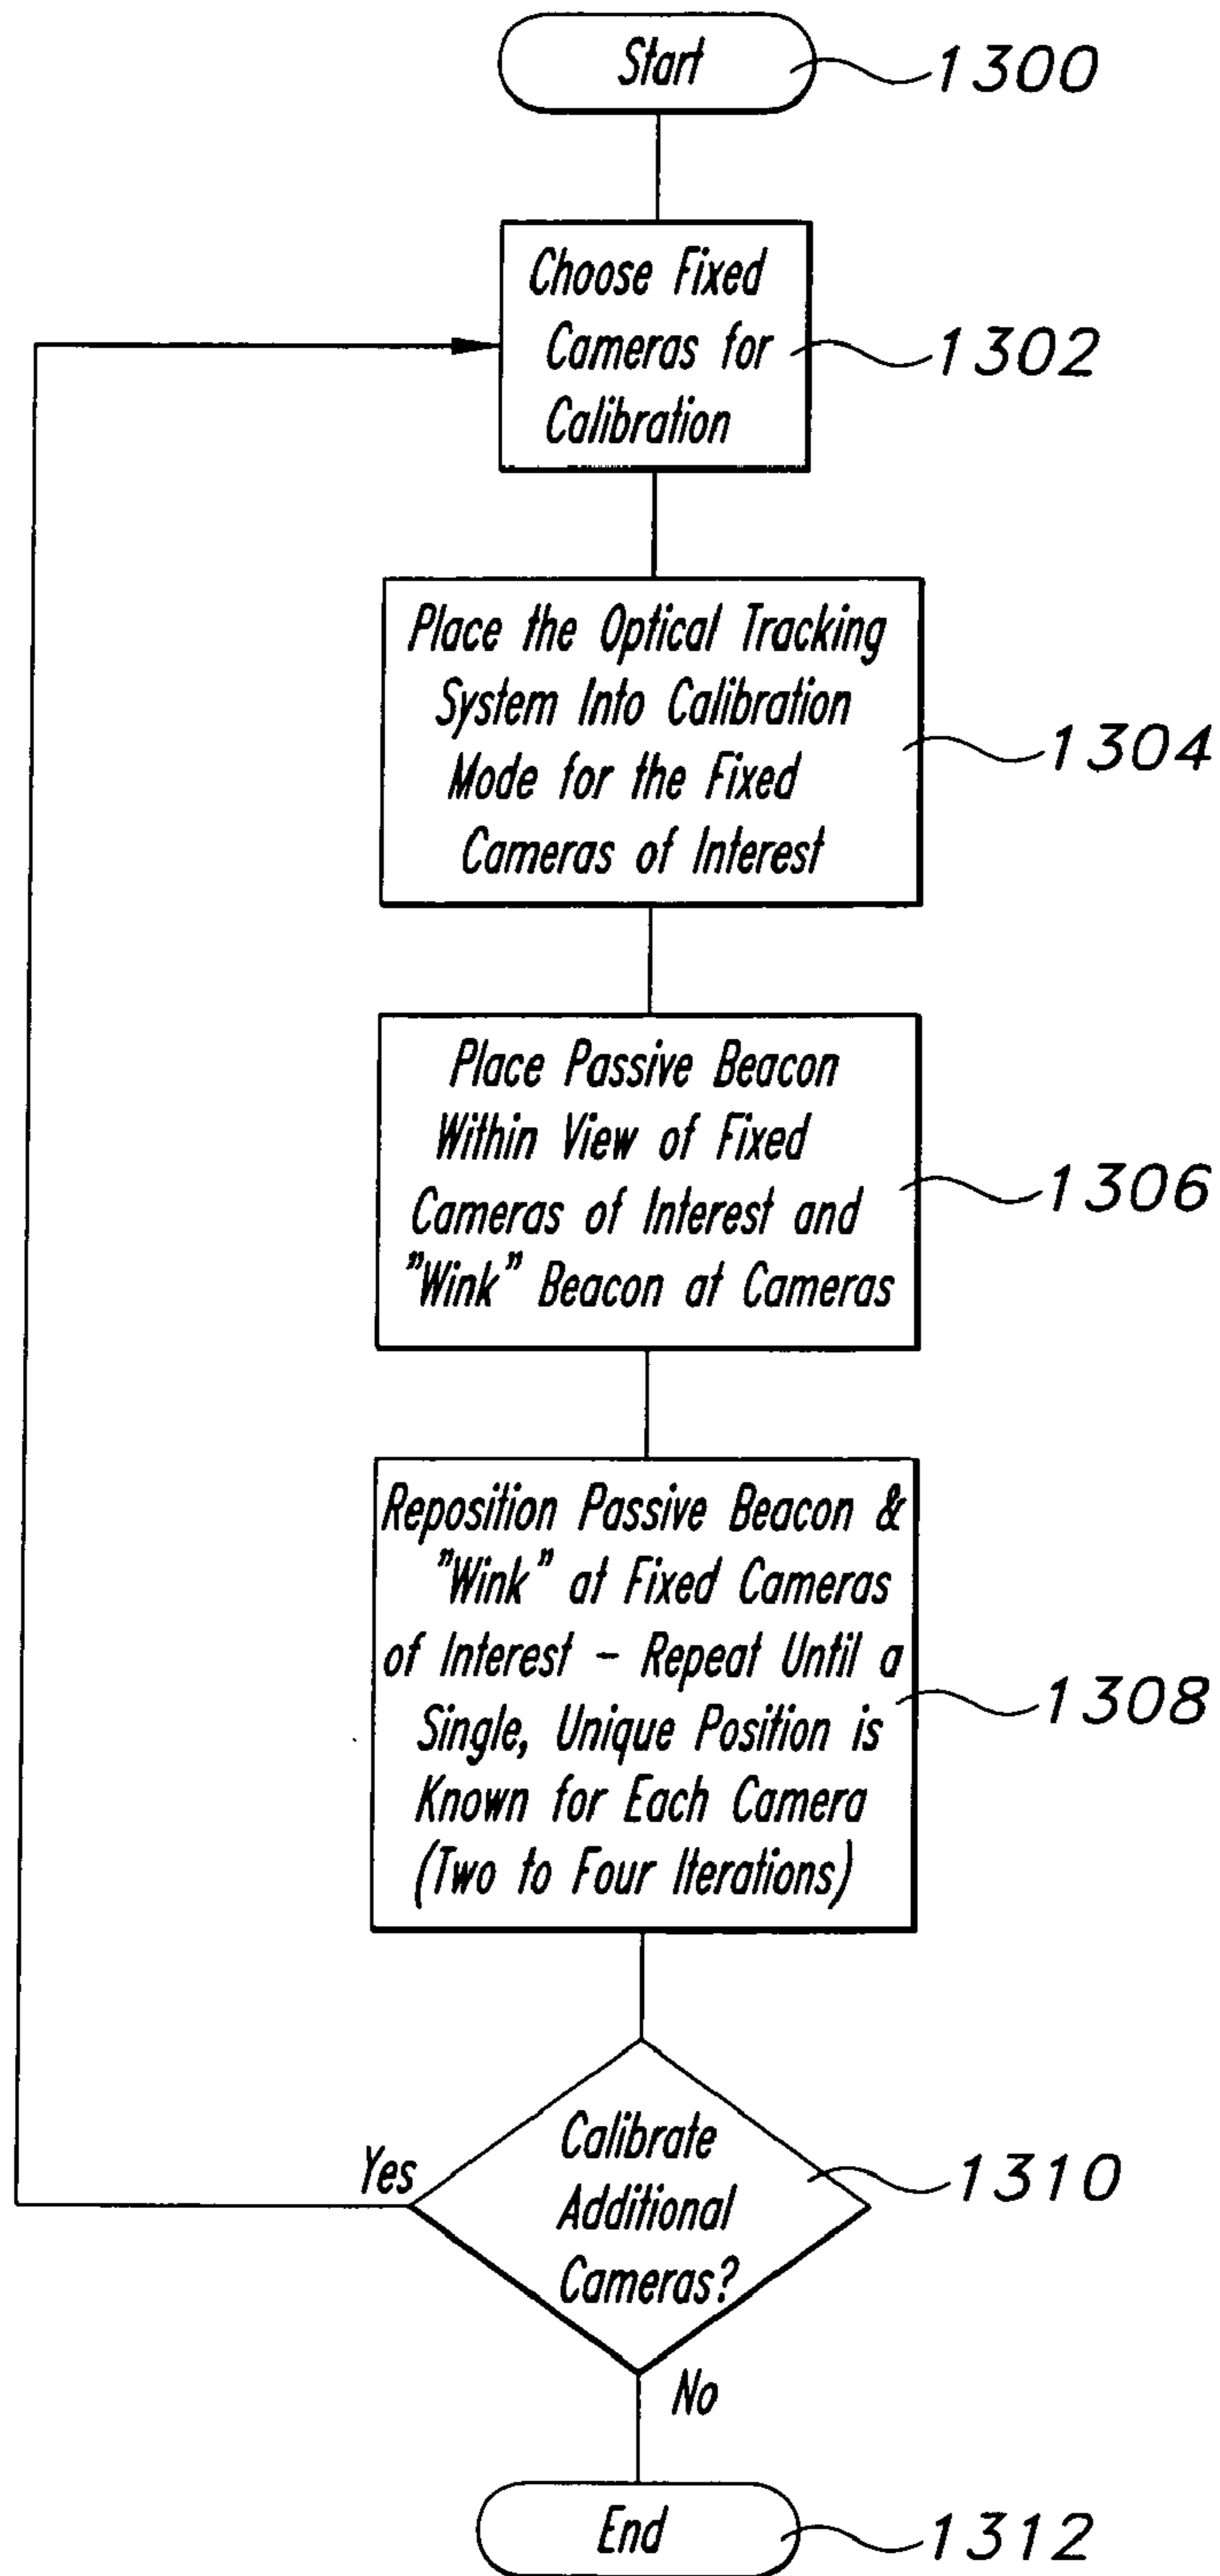 Start
1300
Choose Fixed
Cameras for
Calibration
1302
Place the Optical Tracking
System Into Calibration
Mode for the Fixed
Cameras of Interest
1304
Place Passive Beacon
Within View of Fixed
Cameras of Interest and
"Wink" Beacon at Cameras
1306
Reposition Passive Beacon &
"Wink" at Fixed Cameras
of Interest - Repeat Until a
Single, Unique Position is
Known for Each Camera
(Two to Four Iterations)
1308
Calibrate
Additional
Cameras?
1310
Yes
No
End
1312